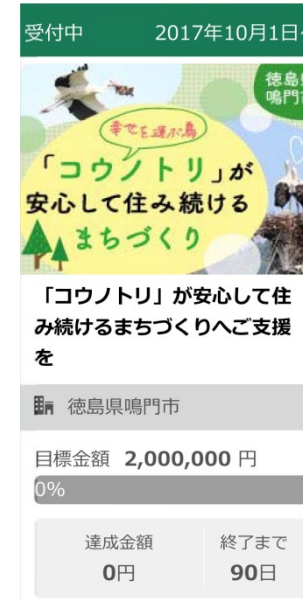 受付中 2017年10月1日~
徳島県
鳴門市
幸せを運ぶ鳥
「コウノトリ」が
安心して住み続ける
まちづくり
「コウノトリ」が安心して住
み続けるまちづくりへご支援
を
徳島県鳴門市
目標金額 2,000,000 円
0%
達成金額 終了まで
0円 90日